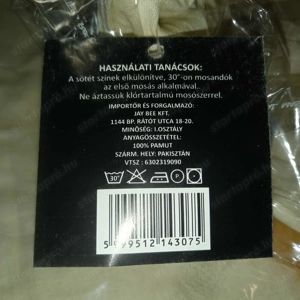 HASZNÁLATI TANÁCSOK:
A sötét színek elkülönítve, 30°-on mosandók
az első mosás alkalmával.
Ne áztassuk klórtartalmú mosószerrel.
IMPORTŐR ÉS FORGALMAZÓ:
JAY BEE KFT.
1144 BP. RÁTÓT UTCA 18-20.
MINŐSÉG: I.OSZTÁLY
ANYAGÖSSZETÉTEL:
100% PAMUT
SZÁRM. HELY: PAKISZTÁN
VTSZ : 6302319090
30°
5 999512 143075